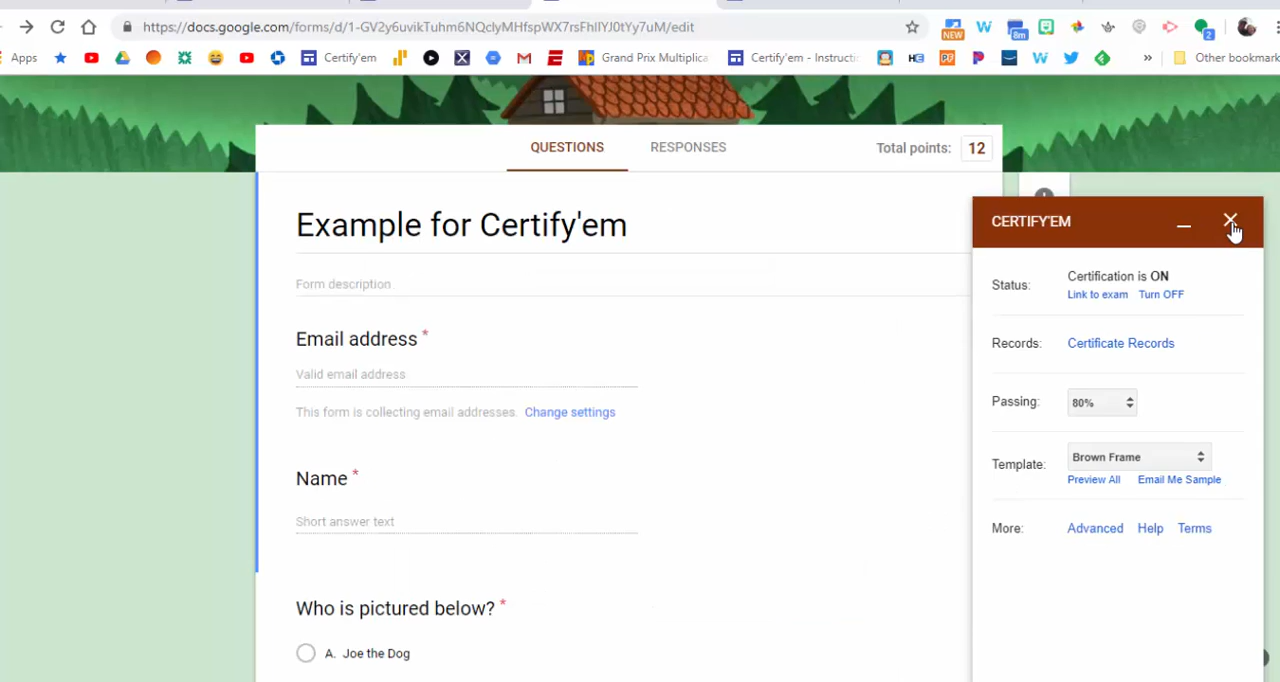 https://docs.google.com/forms/d/1-GV2y6uvikTuhm6NQclyMHfspWX7rsFhlIYJ0tYy7uM/edit
NEW
8m
2
Apps
Certify'em
Grand Prix Multiplica
Certify'em - Instructi
Other bookmark
QUESTIONS
RESPONSES
Total points:
12
Example for Certify'em
Form description
Email address *
Valid email address
This form is collecting email addresses. Change settings
Name *
Short answer text
Who is pictured below? *
A. Joe the Dog
CERTIFY'EM
Status:
Certification is ON
Link to exam
Turn OFF
Records:
Certificate Records
Passing:
80%
Template:
Brown Frame
Preview All
Email Me Sample
More:
Advanced
Help
Terms